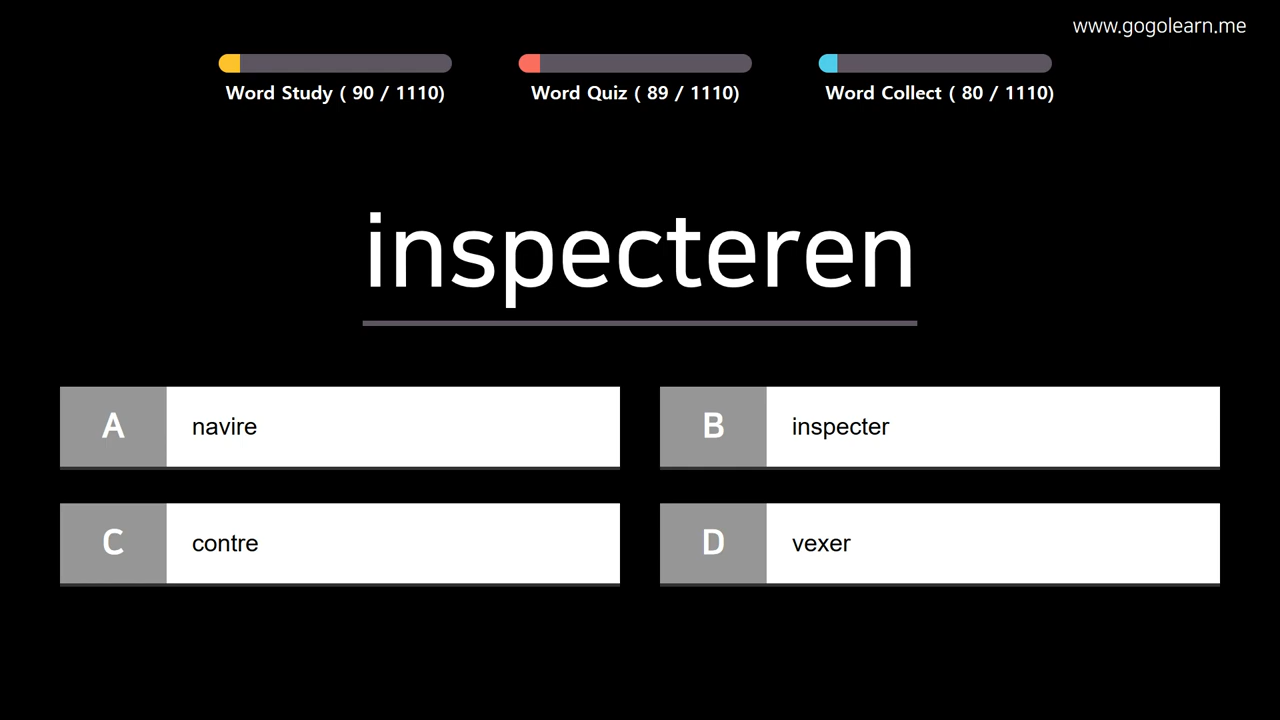 www.gogolearn.me
Word Study ( 90 / 1110)
Word Quiz ( 89 / 1110)
Word Collect ( 80 / 1110)
inspecteren
A navire
B inspecter
C contre
D vexer